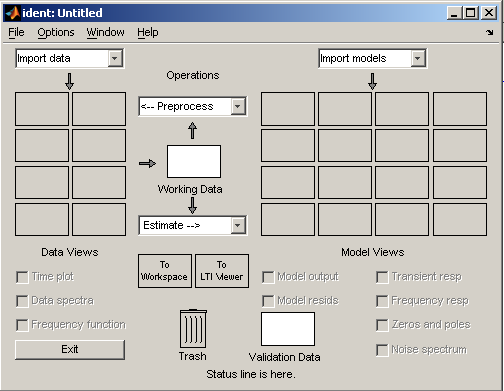 ident: Untitled
File Options Window Help
Import data
Import models
Operations
<-- Preprocess
Working Data
Estimate -->
Data Views
Model Views
To
Workspace
To
LTI Viewer
Time plot
Data spectra
Frequency function
Model output
Model resids
Transient resp
Frequency resp
Zeros and poles
Noise spectrum
Exit
Trash
Validation Data
Status line is here.